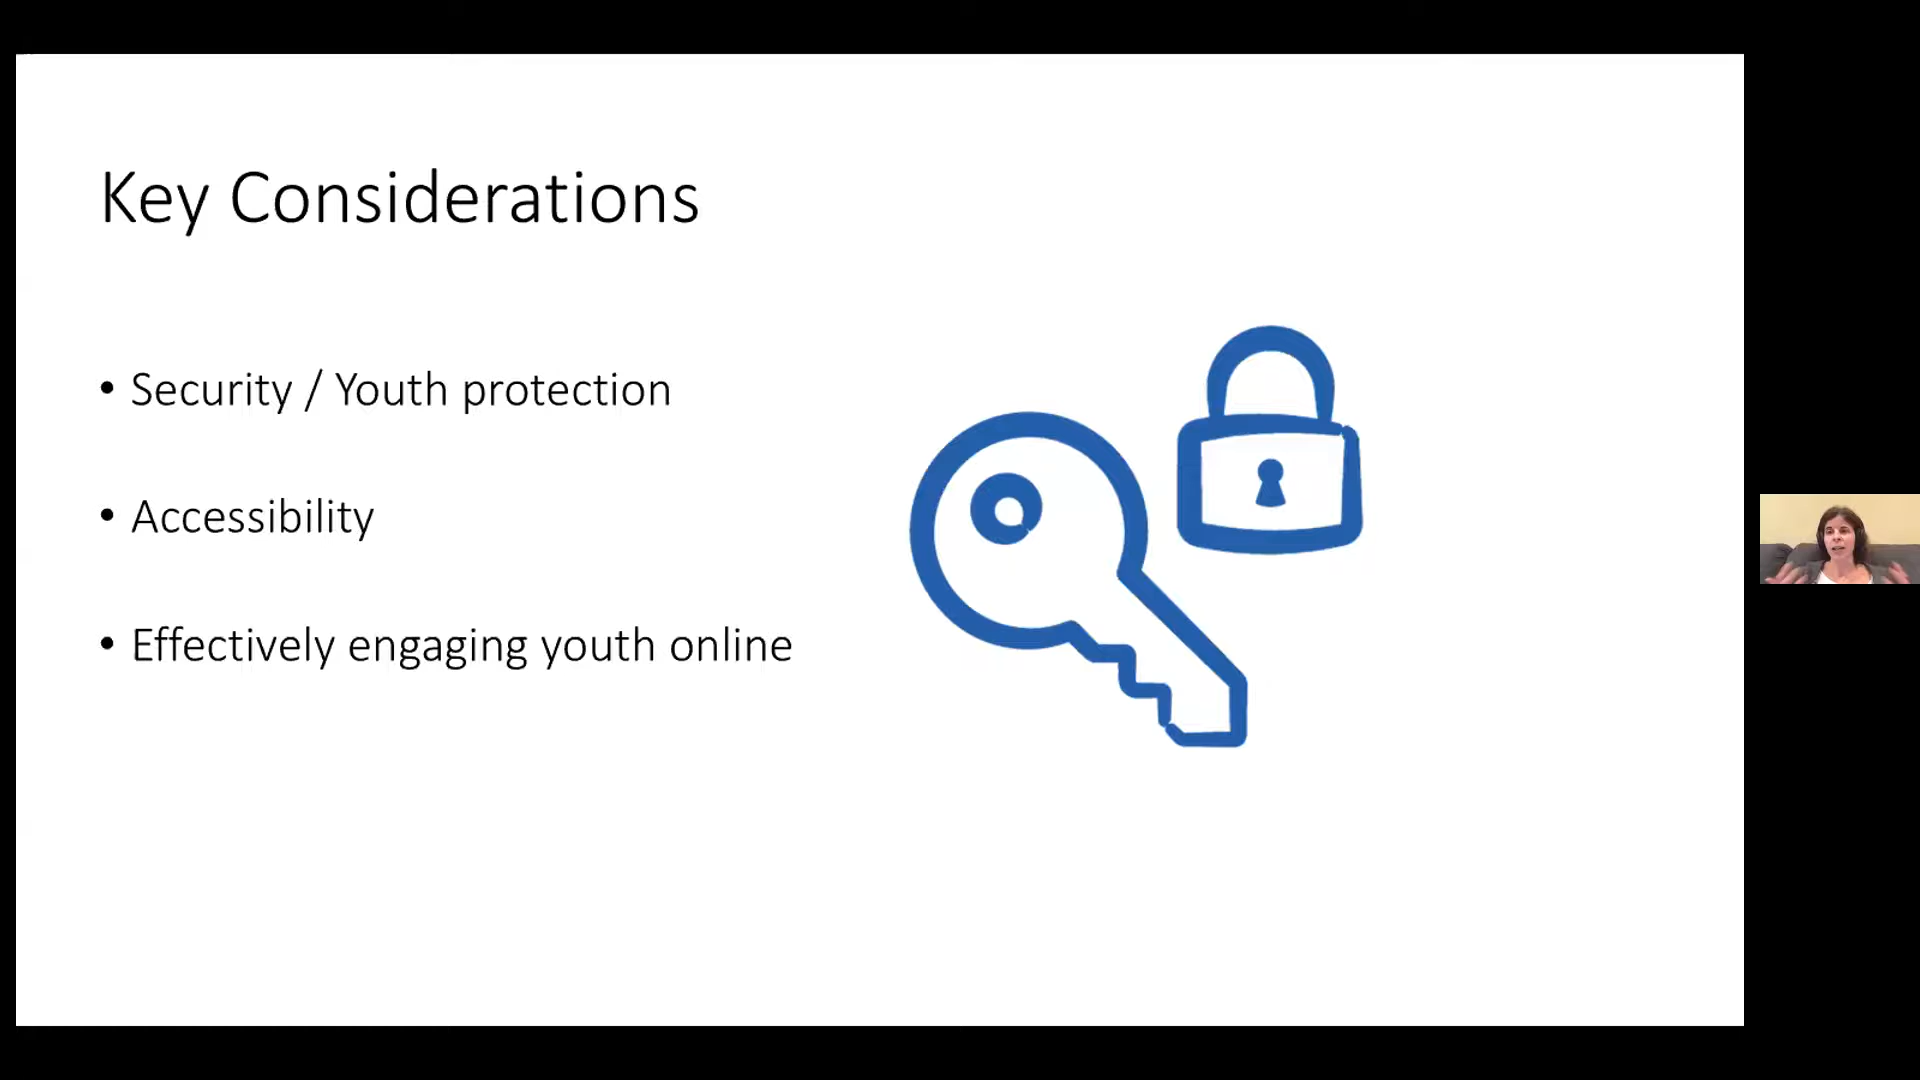 Key Considerations
• Security / Youth protection
• Accessibility
• Effectively engaging youth online